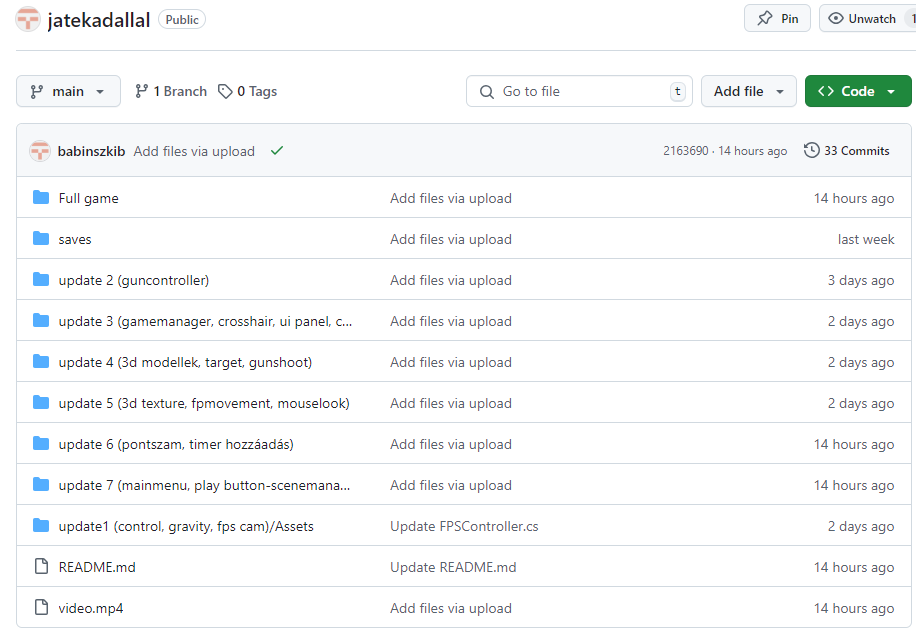 jatekadallal Public Pin Unwatch 1
main 1 Branch 0 Tags Go to file t Add file Code
babinszkib Add files via upload 2163690 · 14 hours ago 33 Commits
Full game Add files via upload 14 hours ago
saves Add files via upload last week
update 2 (guncontroller) Add files via upload 3 days ago
update 3 (gamemanager, crosshair, ui panel, c... Add files via upload 2 days ago
update 4 (3d modellek, target, gunshoot) Add files via upload 2 days ago
update 5 (3d texture, fpmovement, mouselook) Add files via upload 2 days ago
update 6 (pontszam, timer hozzáadás) Add files via upload 14 hours ago
update 7 (mainmenu, play button-scenemana... Add files via upload 14 hours ago
update1 (control, gravity, fps cam)/Assets Update FPSController.cs 2 days ago
README.md Update README.md 14 hours ago
video.mp4 Add files via upload 14 hours ago